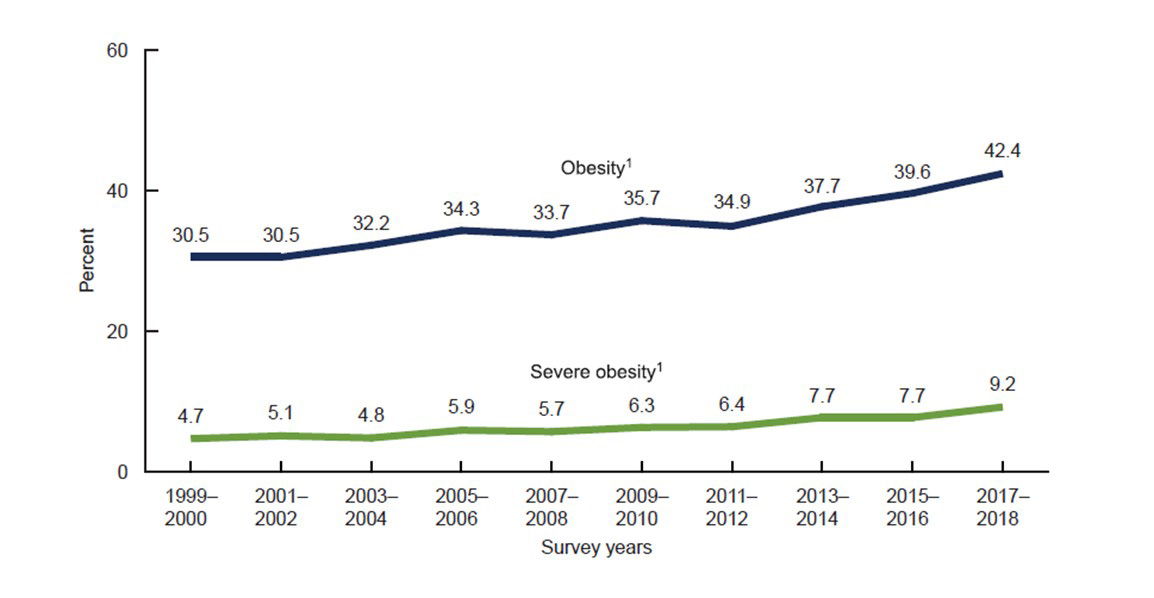 60
40
20
0
Percent
Obesity¹
30.5 30.5 32.2 34.3 33.7 35.7 34.9 37.7 39.6 42.4
Severe obesity¹
4.7 5.1 4.8 5.9 5.7 6.3 6.4 7.7 7.7 9.2
1999– 2001– 2003– 2005– 2007– 2009– 2011– 2013– 2015– 2017–
2000 2002 2004 2006 2008 2010 2012 2014 2016 2018
Survey years